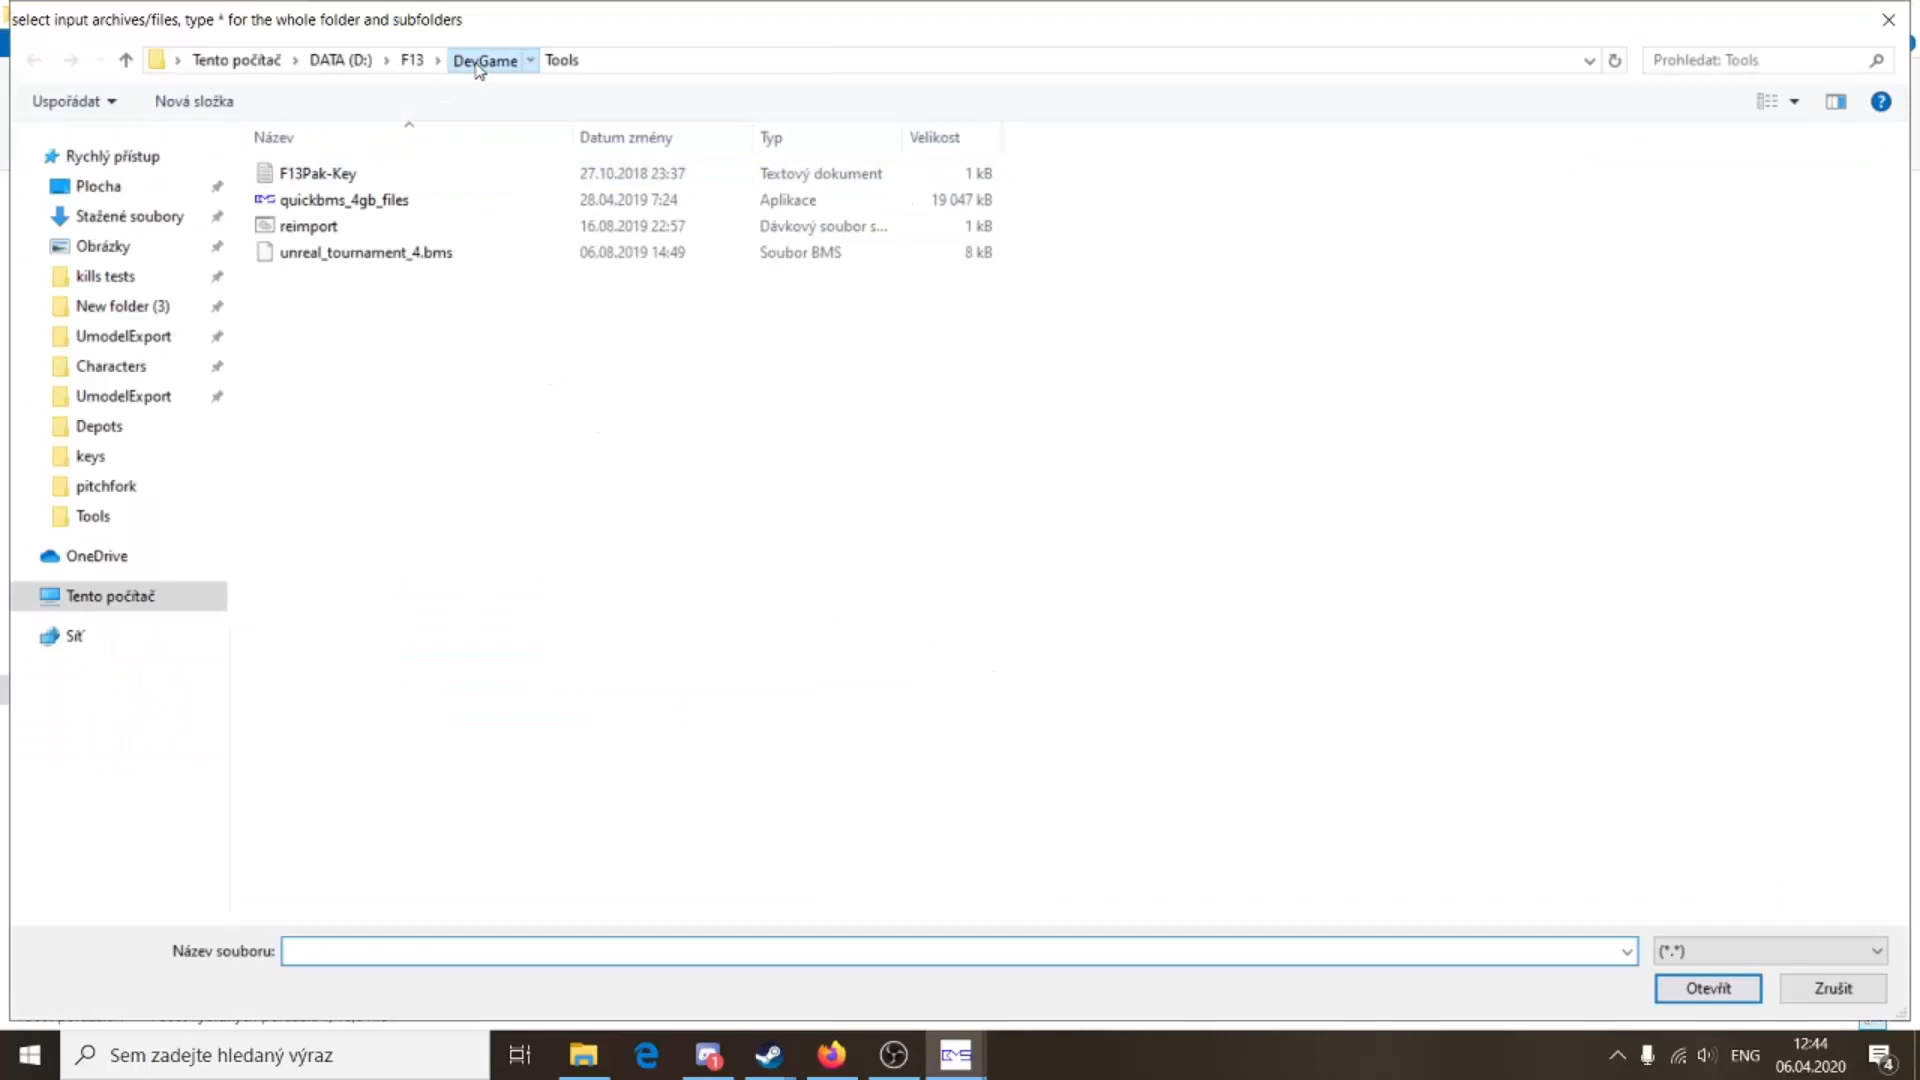 select input archives/files, type * for the whole folder and subfolders
Tento počítač > DATA (D:) > F13 > DevGame Tools
Prohledat: Tools
Uspořádat
Nová složka
Název Datum změny Typ Velikost
F13Pak-Key 27.10.2018 23:37 Textový dokument 1 kB
quickbms_4gb_files 28.04.2019 7:24 Aplikace 19 047 kB
reimport 16.08.2019 22:57 Dávkový soubor s... 1 kB
unreal_tournament_4.bms 06.08.2019 14:49 Soubor BMS 8 kB
Rychlý přístup
Plocha
Stažené soubory
Obrázky
kills tests
New folder (3)
UmodelExport
Characters
UmodelExport
Depots
keys
pitchfork
Tools
OneDrive
Tento počítač
Síť
Název souboru:
(*.*)
Otevřít
Zrušit
Sem zadejte hledaný výraz
1
BMS
ENG
12:44
06.04.2020
4